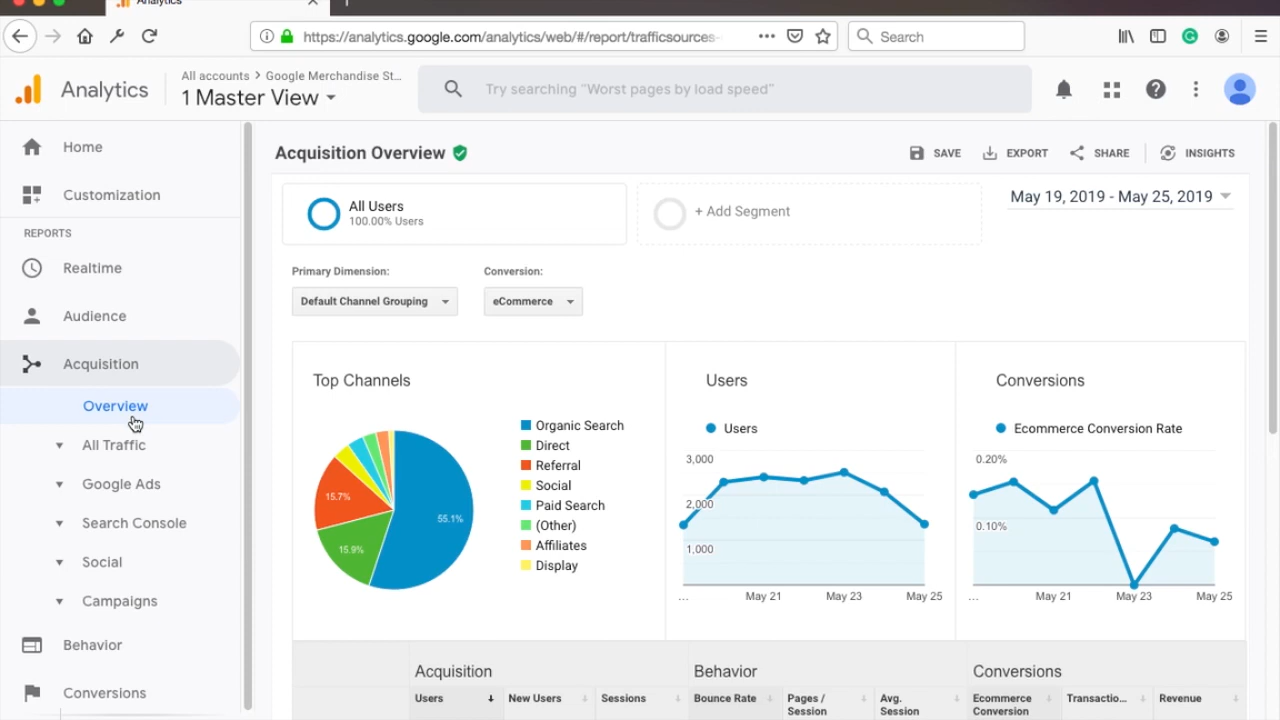 Analytics
https://analytics.google.com/analytics/web/#/report/trafficsources-
Search
Analytics
All accounts > Google Merchandise St...
1 Master View
Try searching "Worst pages by load speed"
Home
Customization
REPORTS
Realtime
Audience
Acquisition
Overview
All Traffic
Google Ads
Search Console
Social
Campaigns
Behavior
Conversions
Acquisition Overview
SAVE
EXPORT
SHARE
INSIGHTS
All Users
100.00% Users
+ Add Segment
May 19, 2019 - May 25, 2019
Primary Dimension:
Conversion:
Default Channel Grouping
eCommerce
Top Channels
55.1%
15.9%
15.7%
Organic Search
Direct
Referral
Social
Paid Search
(Other)
Affiliates
Display
Users
Users
3,000
2,000
1,000
...
May 21
May 23
May 25
Conversions
Ecommerce Conversion Rate
0.20%
0.10%
...
May 21
May 23
May 25
Acquisition
Behavior
Conversions
Users
New Users
Sessions
Bounce Rate
Pages /
Session
Avg.
Session
Ecommerce
Conversion
Transactio...
Revenue